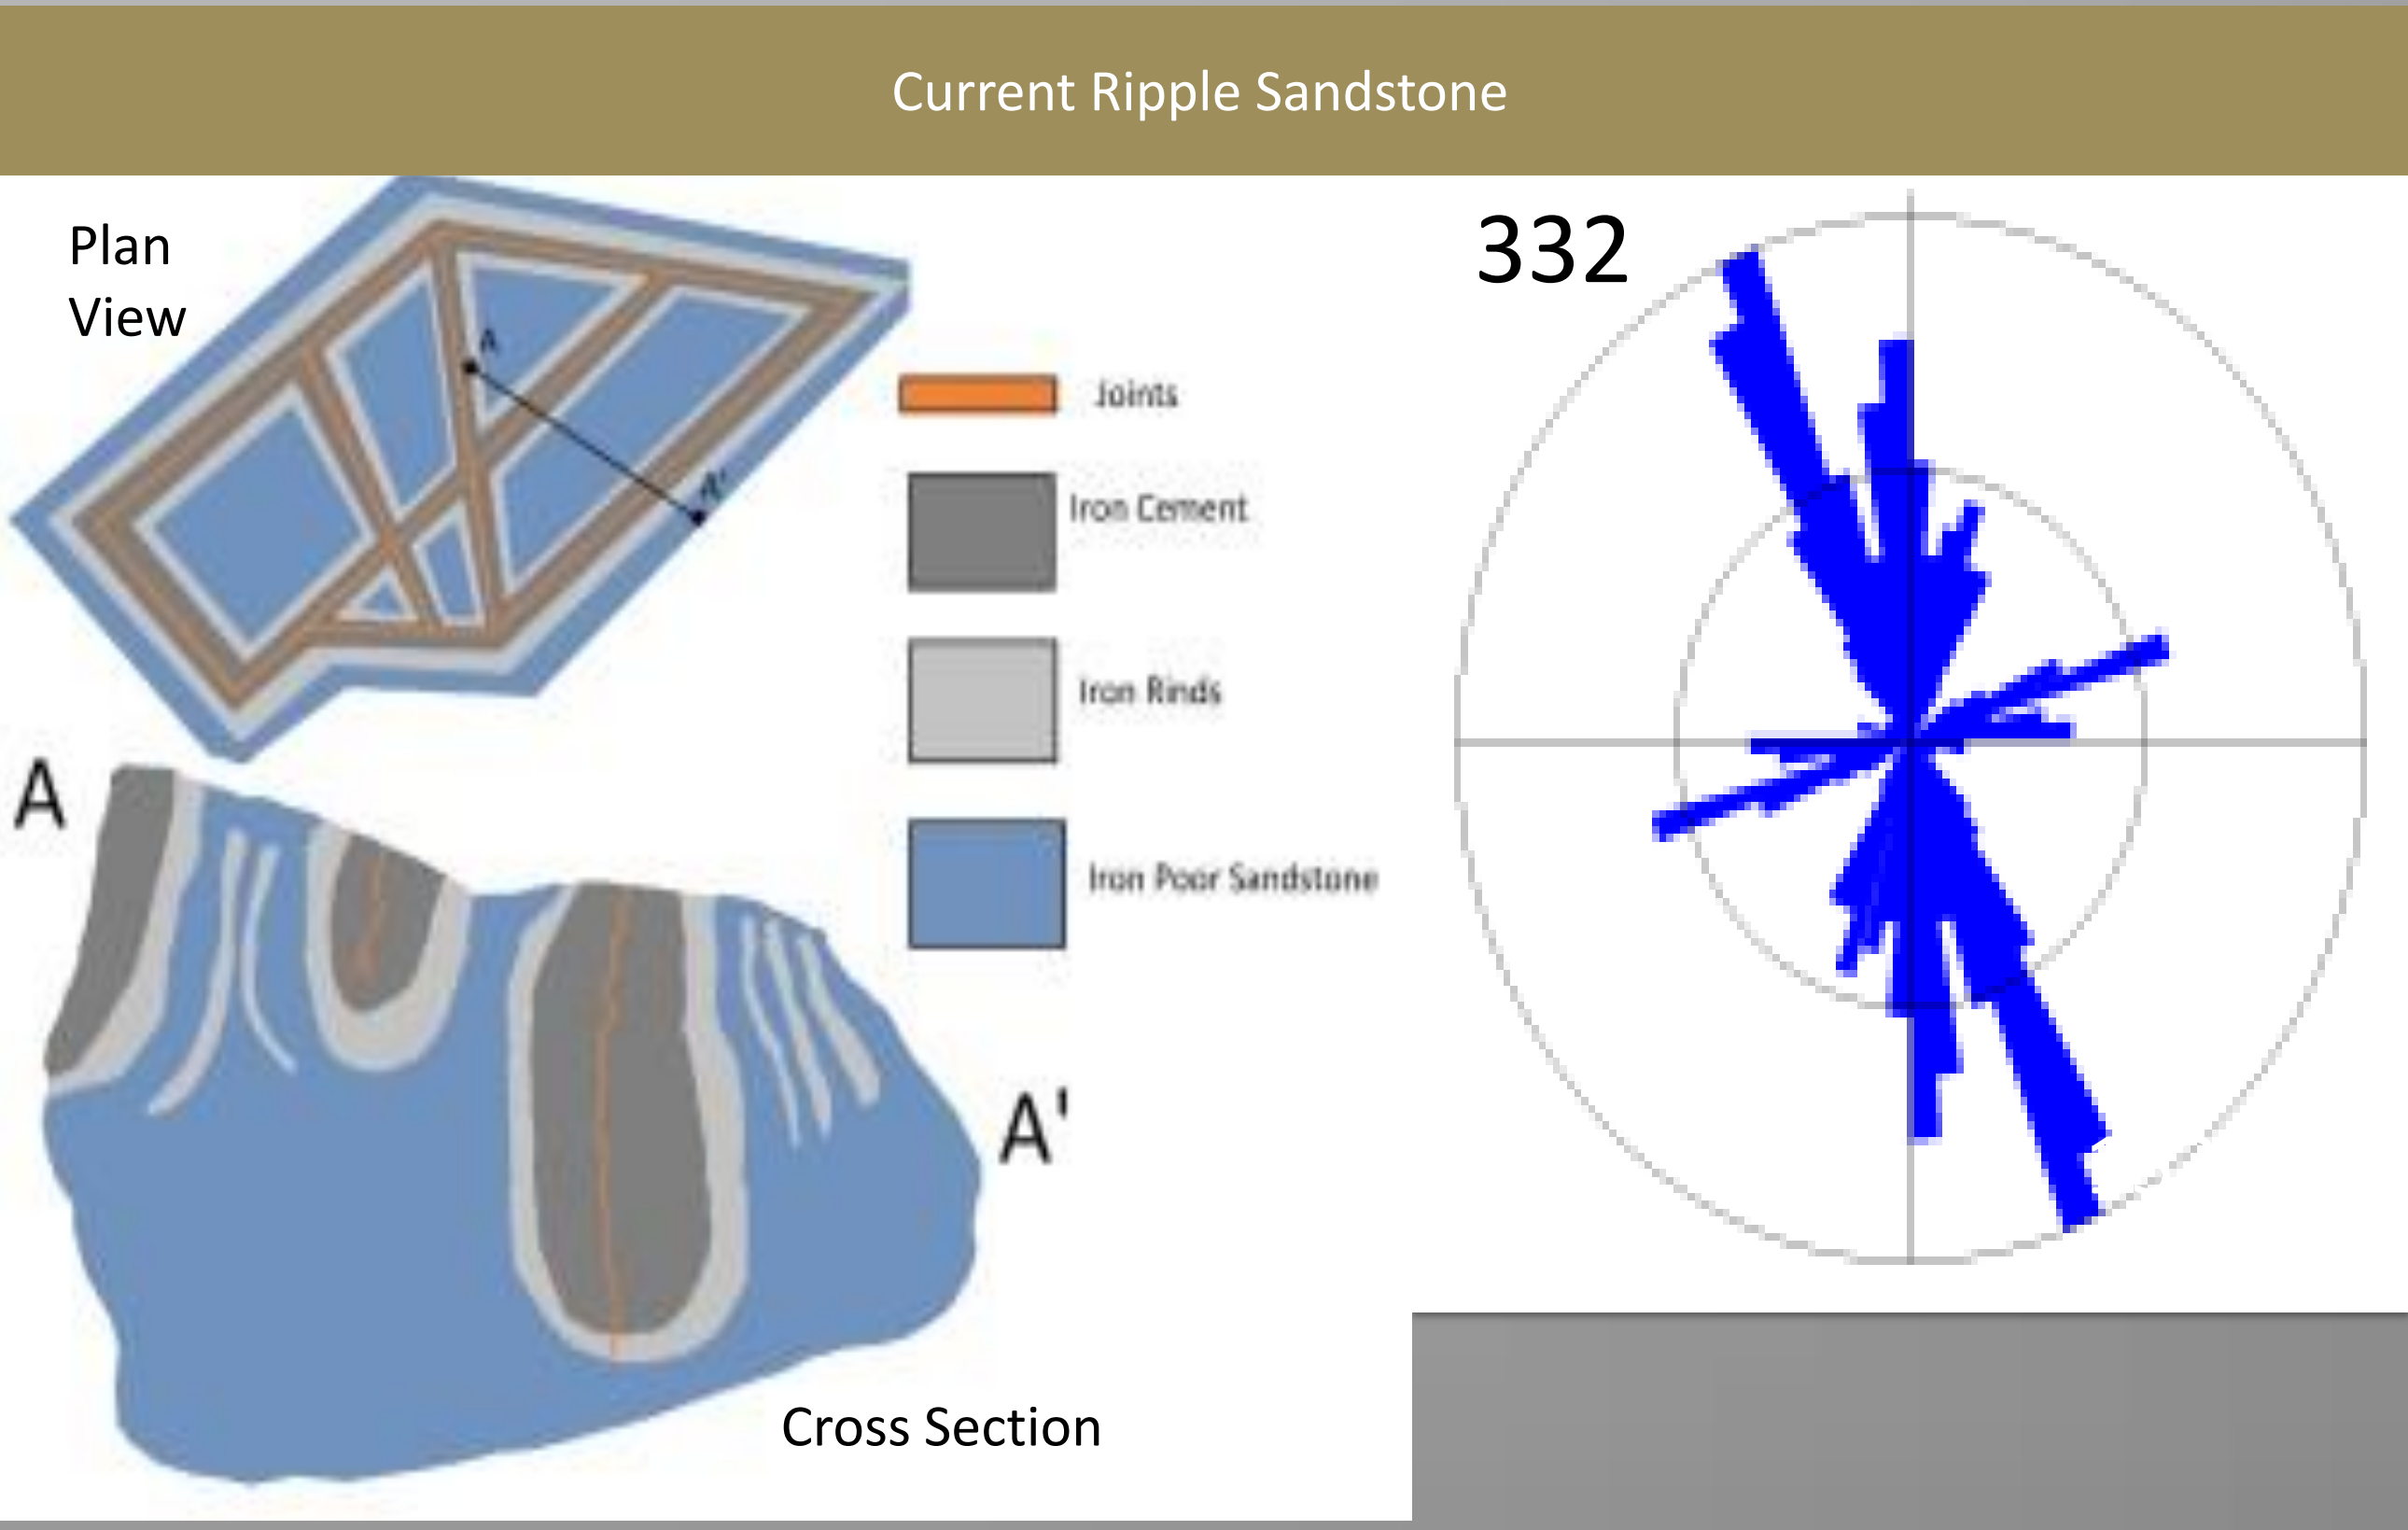 Current Ripple Sandstone
Plan
View
332
A
A'
Joints
Iron Cement
Iron Rinds
Iron Poor Sandstone
A
A'
Cross Section